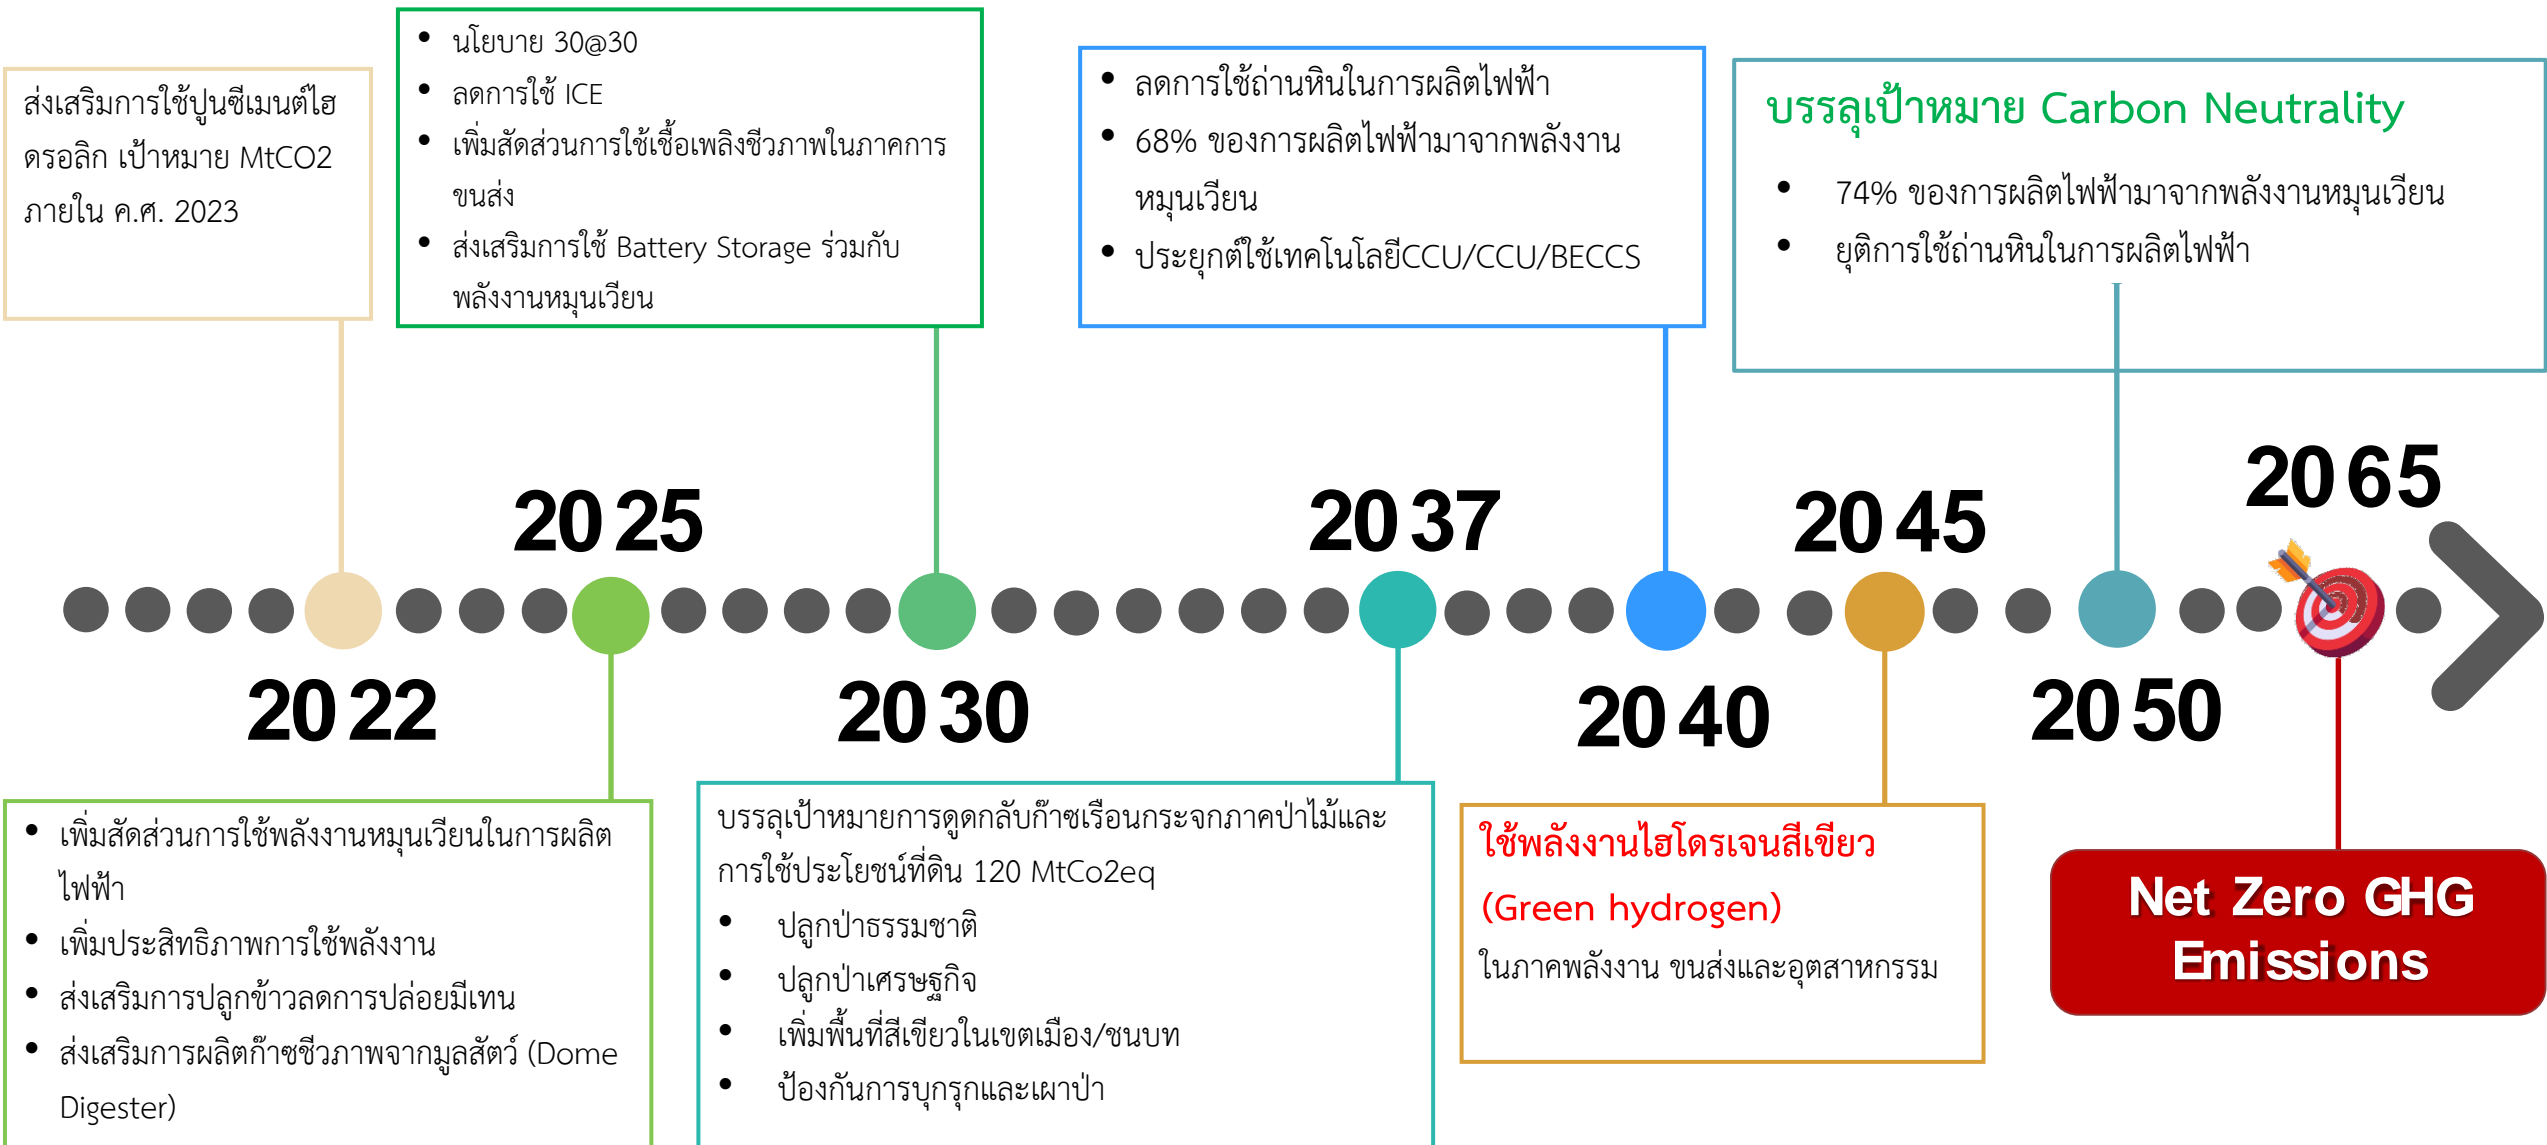 ส่งเสริมการใช้ปูนซีเมนต์ไฮ
ดรอลิก เป้าหมาย MtCO2
ภายใน ค.ศ. 2023
• นโยบาย 30@30
• ลดการใช้ ICE
• เพิ่มสัดส่วนการใช้เชื้อเพลิงชีวภาพในภาคการ
ขนส่ง
• ส่งเสริมการใช้ Battery Storage ร่วมกับ
พลังงานหมุนเวียน
• ลดการใช้ถ่านหินในการผลิตไฟฟ้า
• 68% ของการผลิตไฟฟ้ามาจากพลังงาน
หมุนเวียน
• ประยุกต์ใช้เทคโนโลยีCCU/CCU/BECCS
บรรลุเป้าหมาย Carbon Neutrality
• 74% ของการผลิตไฟฟ้ามาจากพลังงานหมุนเวียน
• ยุติการใช้ถ่านหินในการผลิตไฟฟ้า
2025
2037
2045
2065
2022
2030
2040
2050
• เพิ่มสัดส่วนการใช้พลังงานหมุนเวียนในการผลิต
ไฟฟ้า
• เพิ่มประสิทธิภาพการใช้พลังงาน
• ส่งเสริมการปลูกข้าวลดการปล่อยมีเทน
• ส่งเสริมการผลิตก๊าซชีวภาพจากมูลสัตว์ (Dome
Digester)
บรรลุเป้าหมายการดูดกลับก๊าซเรือนกระจกภาคป่าไม้และ
การใช้ประโยชน์ที่ดิน 120 MtCo2eq
• ปลูกป่าธรรมชาติ
• ปลูกป่าเศรษฐกิจ
• เพิ่มพื้นที่สีเขียวในเขตเมือง/ชนบท
• ป้องกันการบุกรุกและเผาป่า
ใช้พลังงานไฮโดรเจนสีเขียว
(Green hydrogen)
ในภาคพลังงาน ขนส่งและอุตสาหกรรม
Net Zero GHG
Emissions